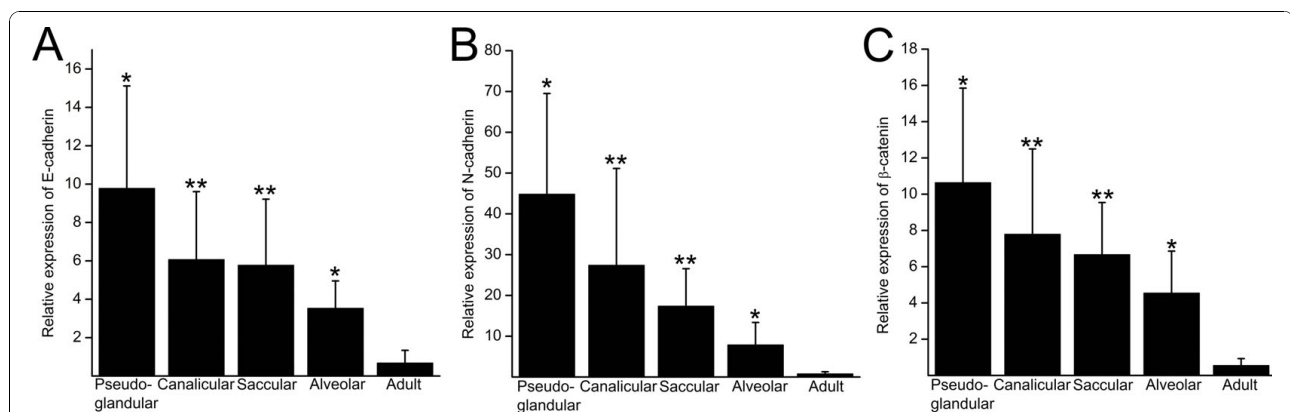 A
Relative expression of E-cadherin
16
14
12
10
8
6
4
2
*
**
**
*
Pseudo-
glandular
Canalicular
Saccular
Alveolar
Adult
B
Relative expression of N-cadherin
80
70
60
50
40
30
20
10
*
**
**
*
Pseudo-
glandular
Canalicular
Saccular
Alveolar
Adult
C
Relative expression of β-catenin
18
16
14
12
10
8
6
4
2
*
**
**
*
Pseudo-
glandular
Canalicular
Saccular
Alveolar
Adult